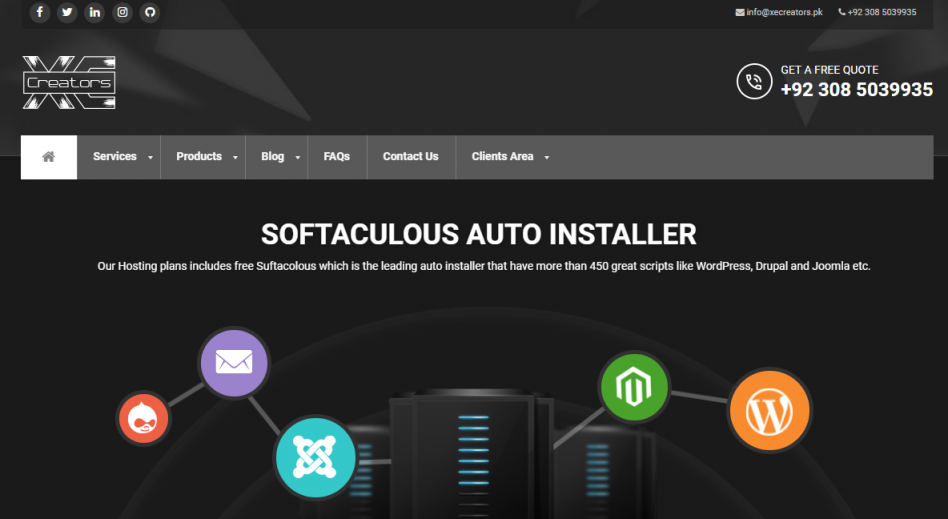 info@xecreators.pk +92 308 5039935
XE
Creators
GET A FREE QUOTE
+92 308 5039935
Services Products Blog FAQs Contact Us Clients Area
SOFTACULOUS AUTO INSTALLER
Our Hosting plans includes free Suftacolous which is the leading auto installer that have more than 450 great scripts like WordPress, Drupal and Joomla etc.